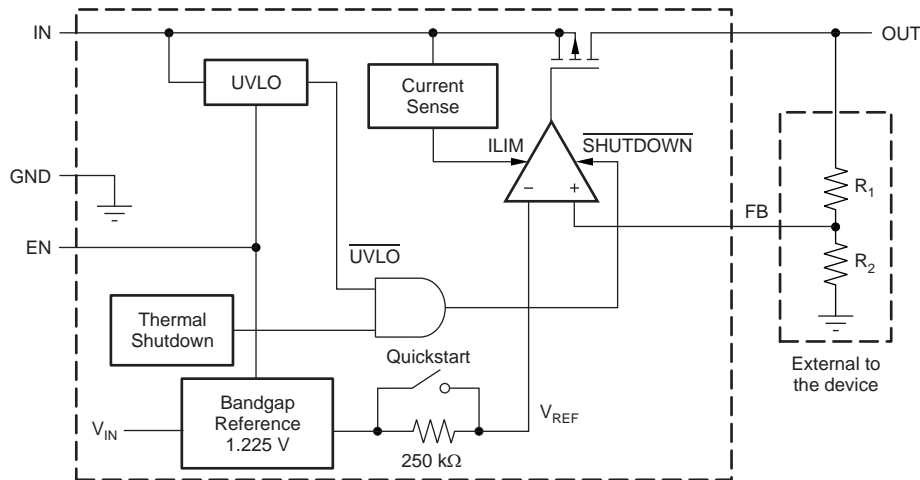 IN
OUT
UVLO
Current
Sense
ILIM
SHUTDOWN
GND
R1
− +
FB
EN
UVLO
R2
Thermal
Shutdown
Quickstart
External to
the device
Bandgap
Reference
1.225 V
VIN
VREF
250 kΩ